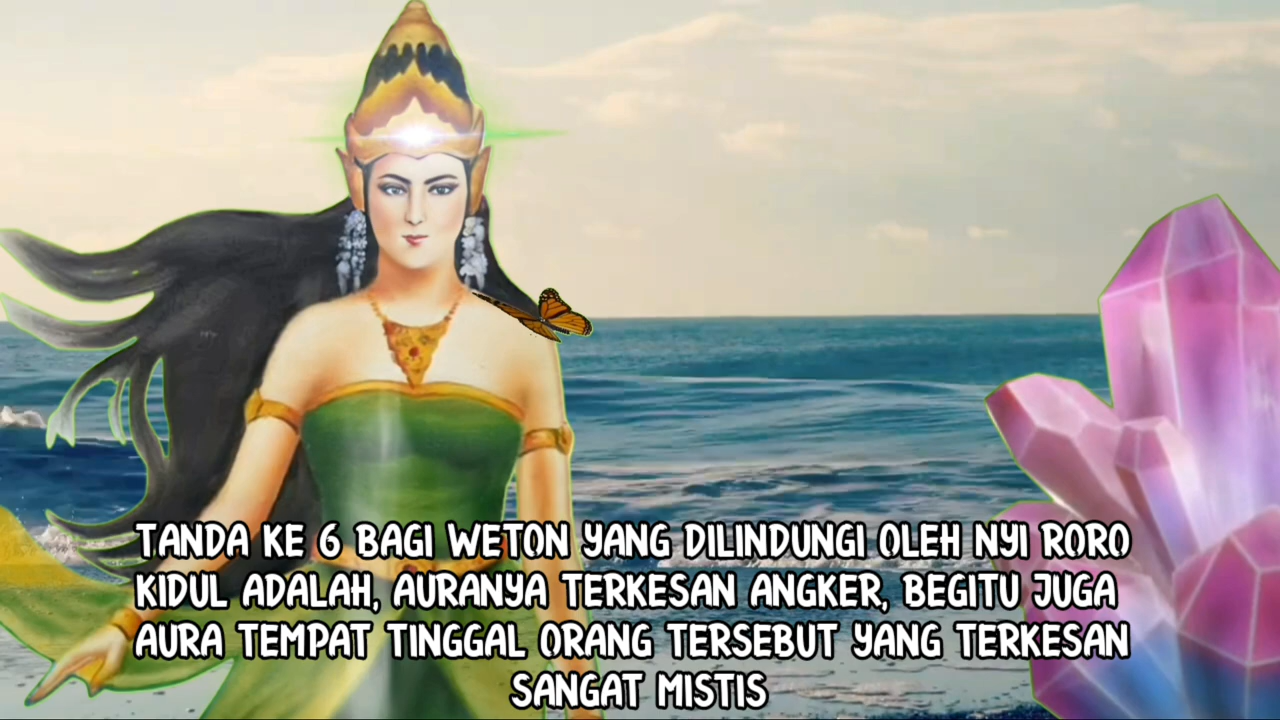 TANDA KE 6 BAGI WETON YANG DILINDUNGI OLEH NYI RORO
KIDUL ADALAH, AURANYA TERKESAN ANGKER, BEGITU JUGA
AURA TEMPAT TINGGAL ORANG TERSEBUT YANG TERKESAN
SANGAT MISTIS